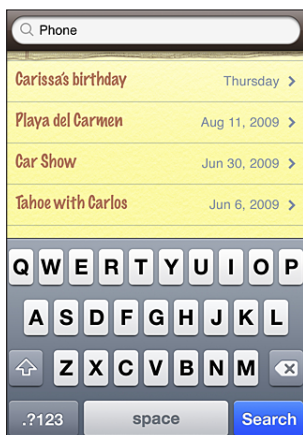 Phone
Carissa's birthday Thursday
Playa del Carmen Aug 11, 2009
Car Show Jun 30, 2009
Tahoe with Carlos Jun 6, 2009
Q W E R T Y U I O P
A S D F G H J K L
Z X C V B N M
.?123 space Search